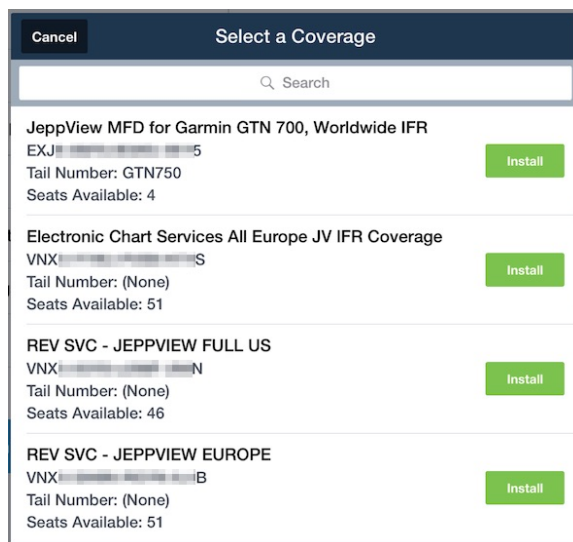 Cancel
Select a Coverage
Search
JeppView MFD for Garmin GTN 700, Worldwide IFR
EXJ 5
Tail Number: GTN750
Seats Available: 4
Install
Electronic Chart Services All Europe JV IFR Coverage
VNX S
Tail Number: (None)
Seats Available: 51
Install
REV SVC - JEPPVIEW FULL US
VNX N
Tail Number: (None)
Seats Available: 46
Install
REV SVC - JEPPVIEW EUROPE
VNX B
Tail Number: (None)
Seats Available: 51
Install